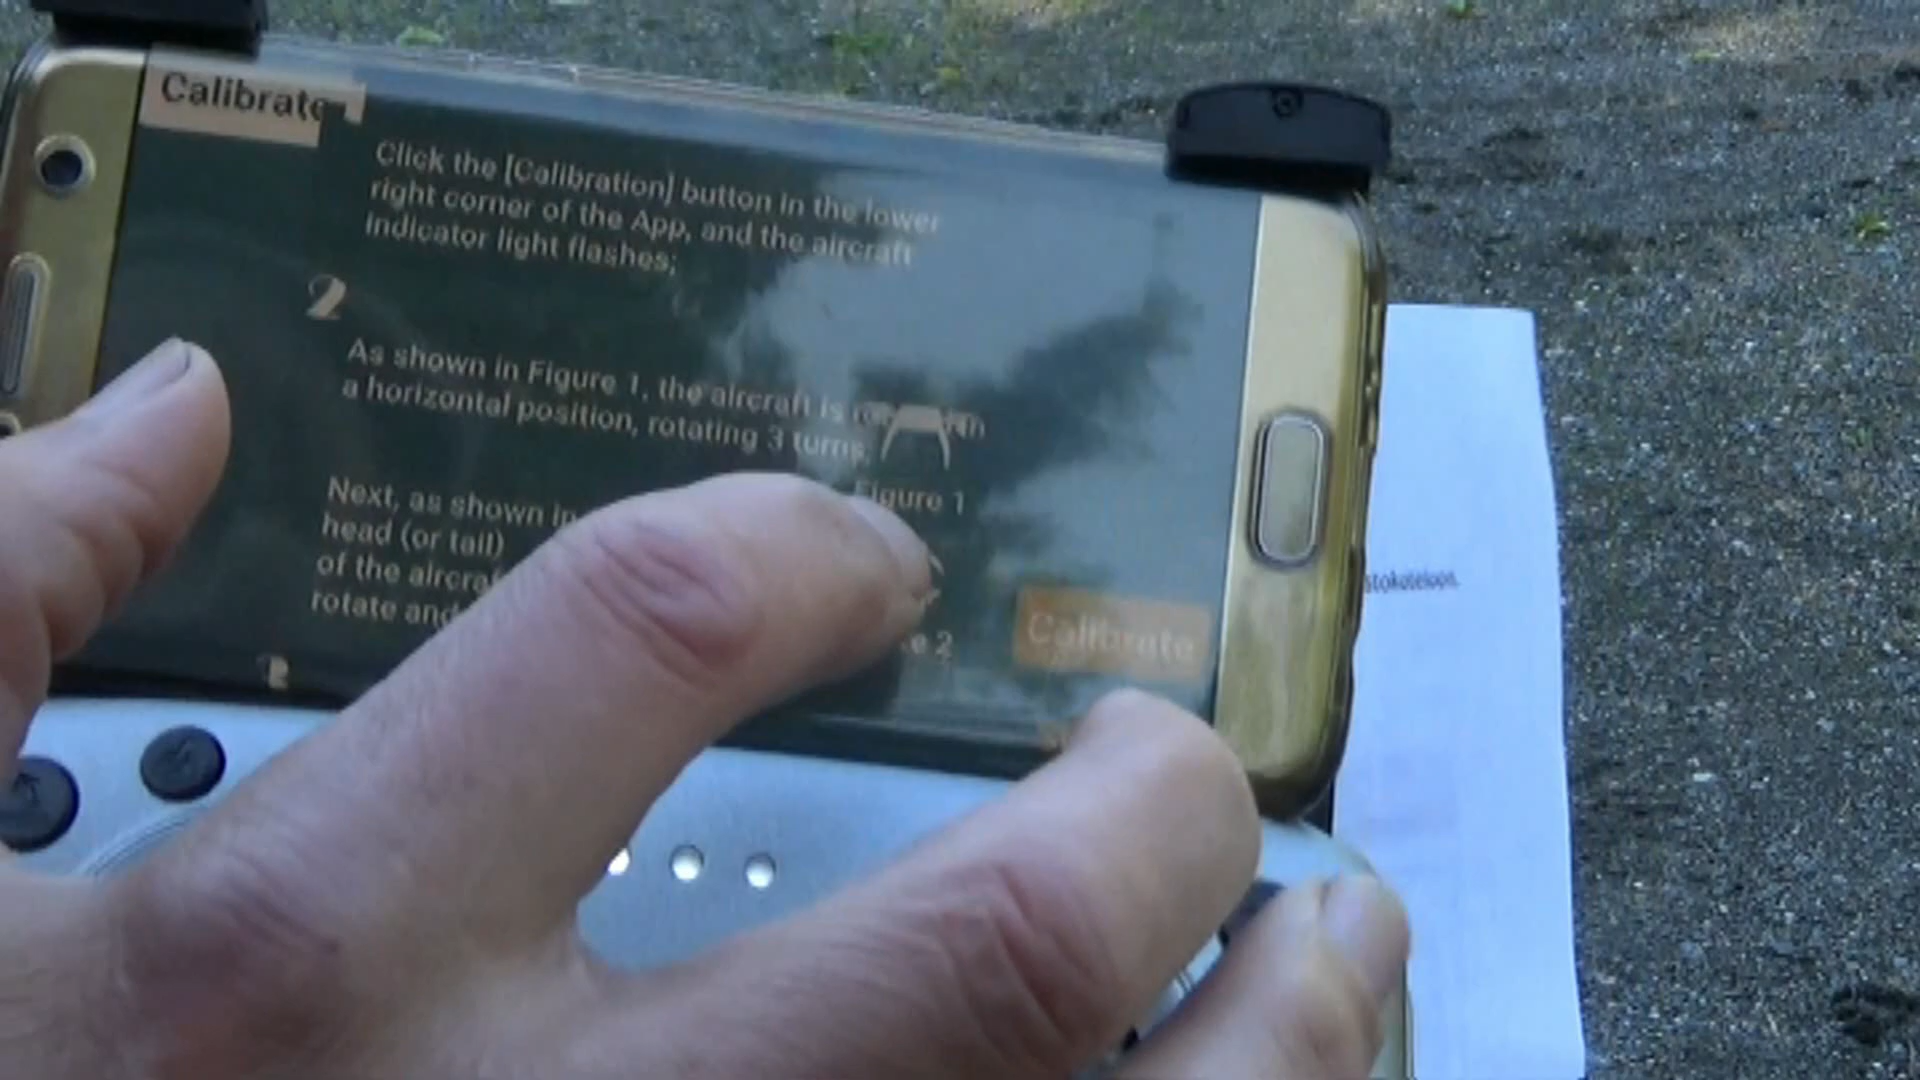 Calibrate
Click the [Calibration] button in the lower
right corner of the App, and the aircraft
indicator light flashes;
2
As shown in Figure 1, the aircraft is
a horizontal position, rotating 3 turns,
Figure 1
Next, as shown in
head (or tail)
of the
rotate and
2
Calibrate